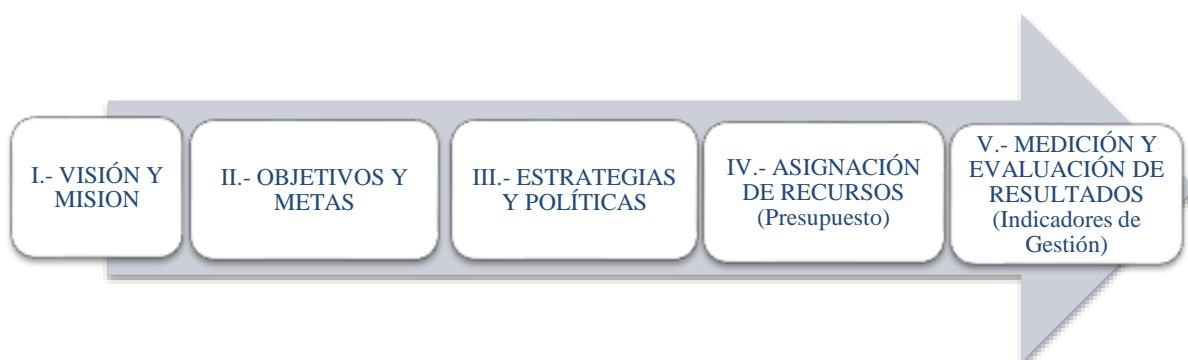 I.- VISIÓN Y
MISION
II.- OBJETIVOS Y
METAS
III.- ESTRATEGIAS
Y POLÍTICAS
IV.- ASIGNACIÓN
DE RECURSOS
(Presupuesto)
V.- MEDICIÓN Y
EVALUACIÓN DE
RESULTADOS
(Indicadores de
Gestión)